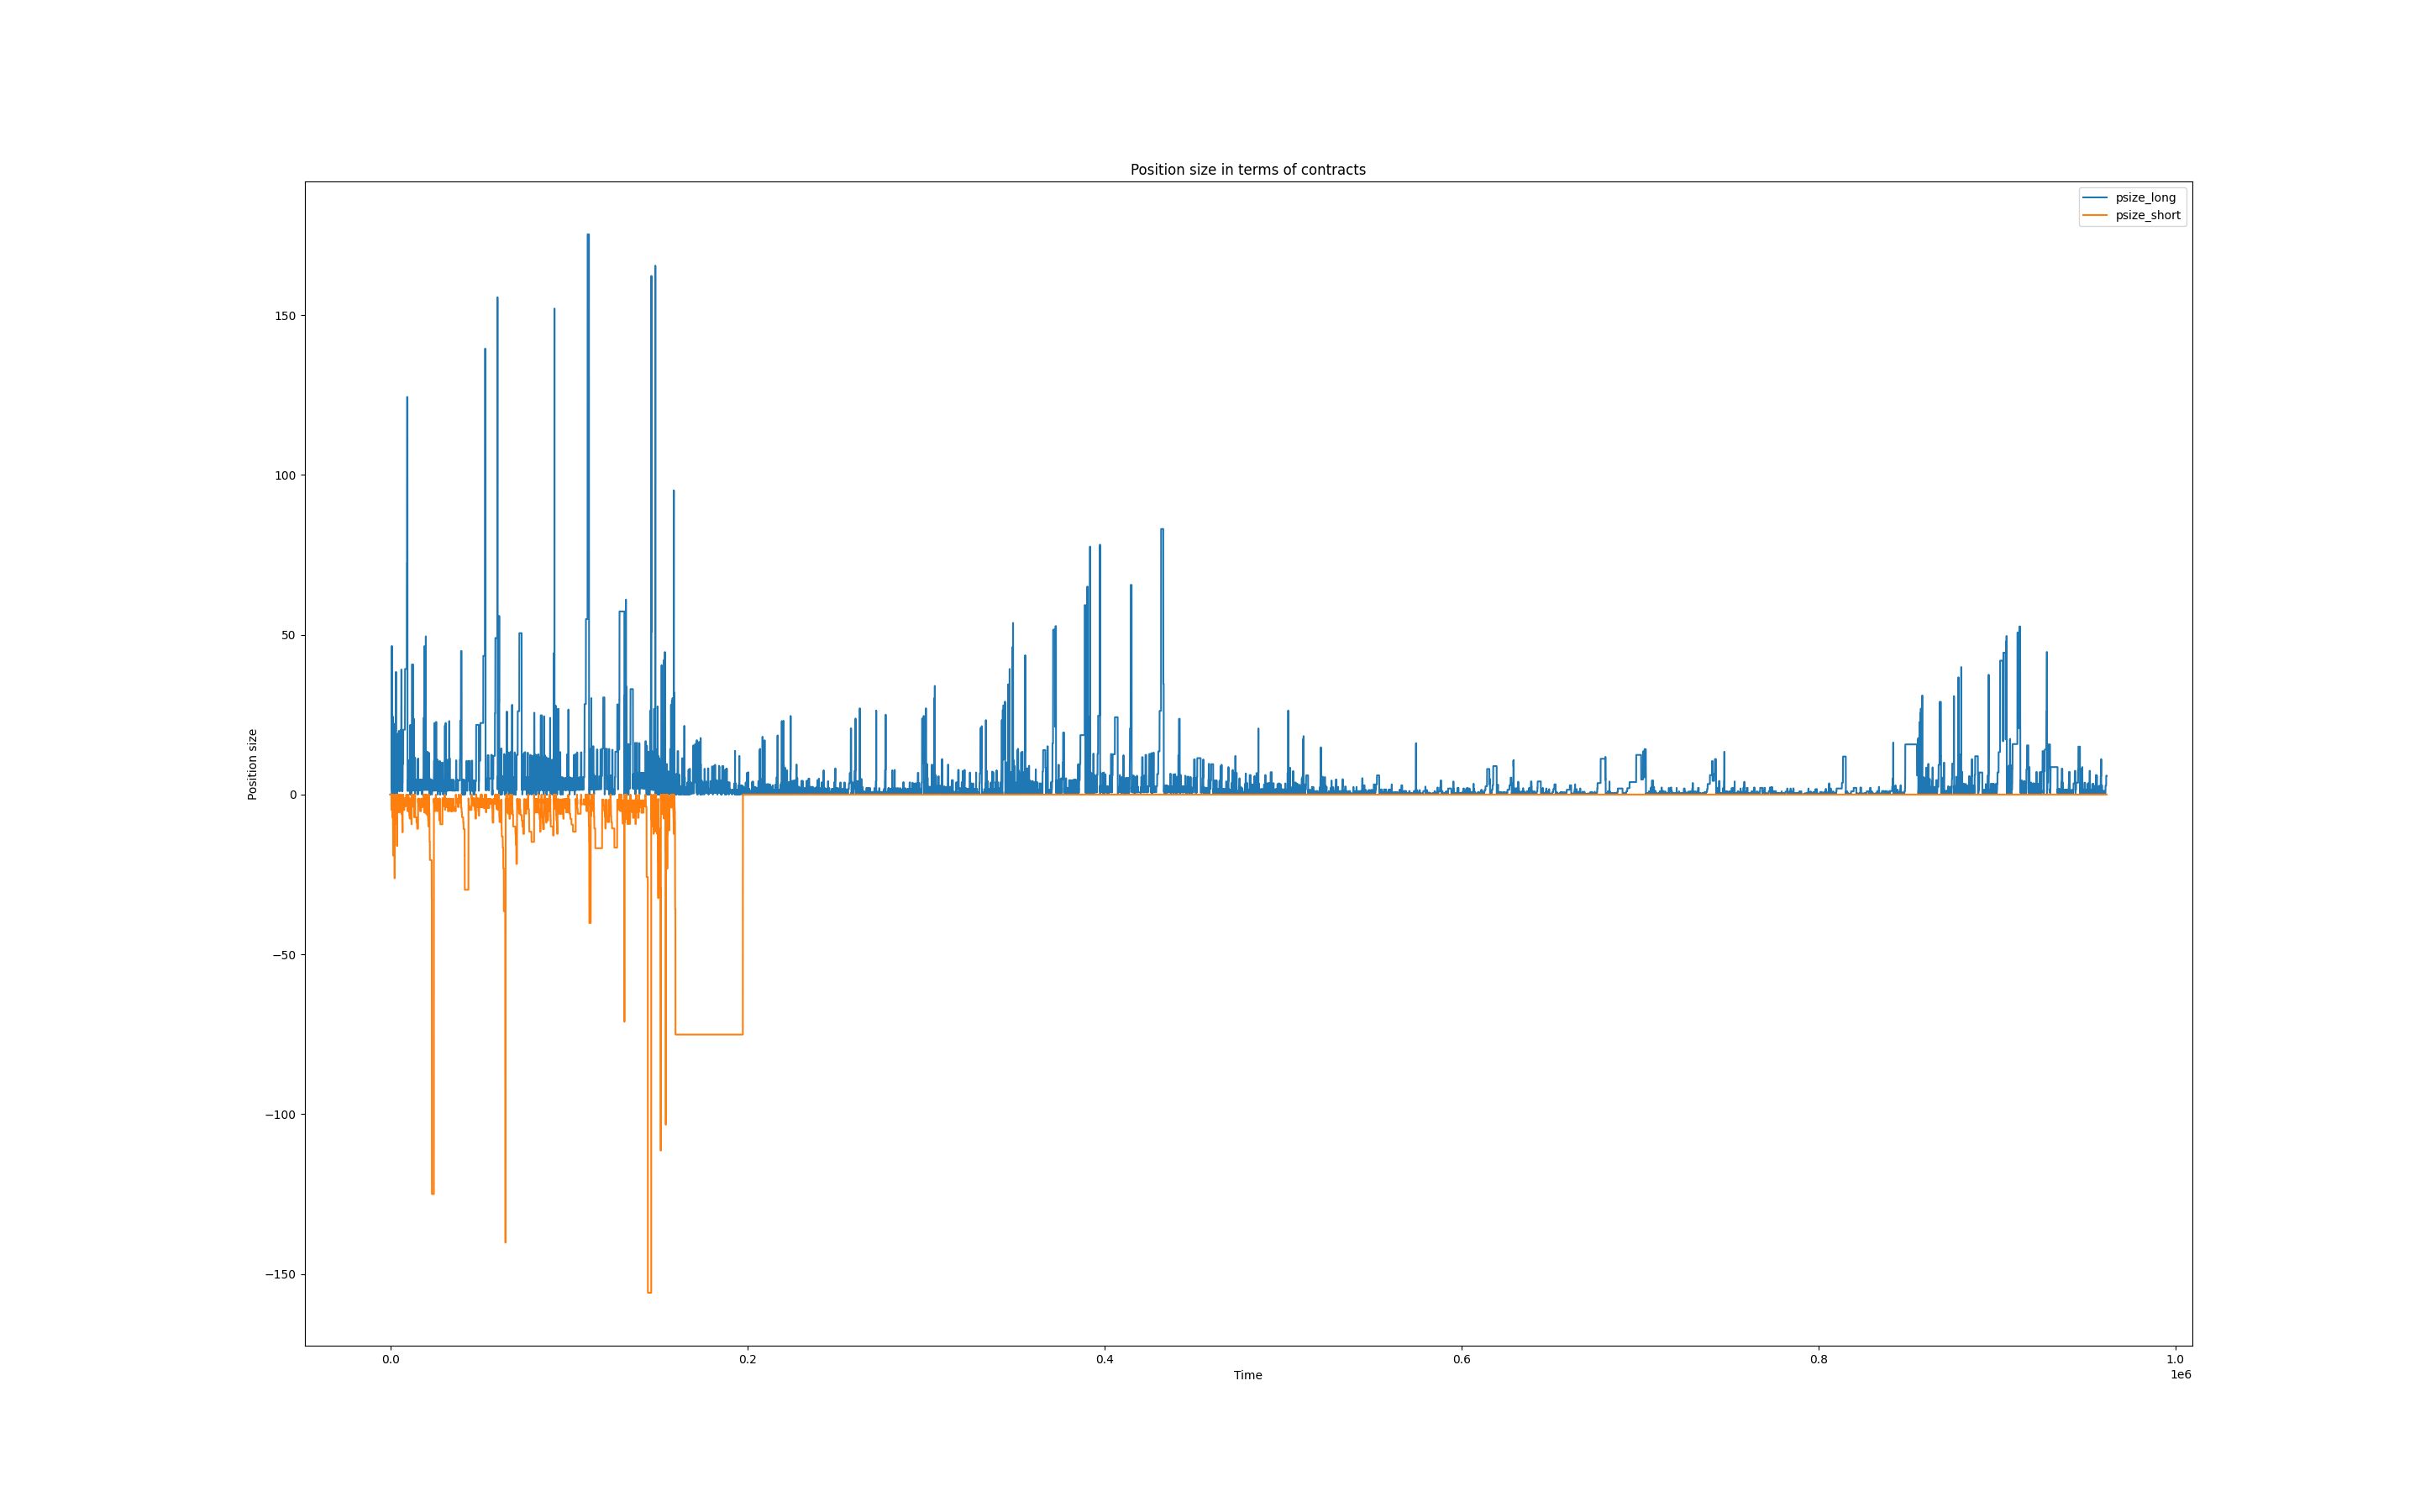 Position size in terms of contracts
psize_long
psize_short
Position size
150
100
50
0
−50
−100
−150
0.0
0.2
0.4
0.6
0.8
1.0
1e6
Time